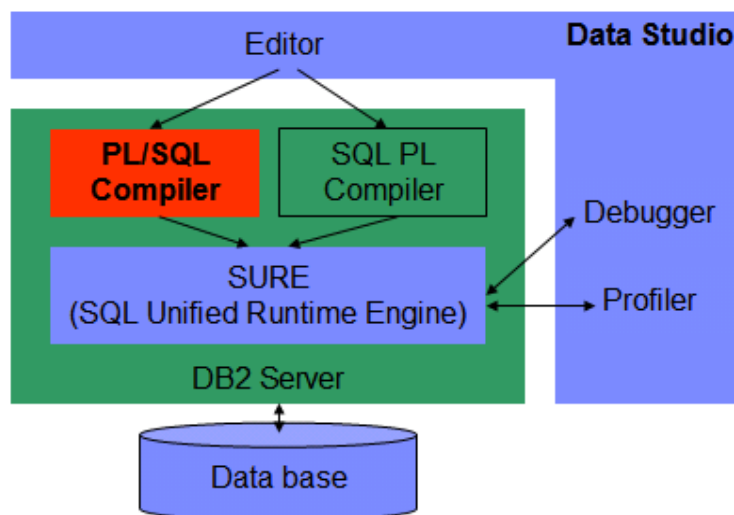 Editor
Data Studio
PL/SQL
Compiler
SQL PL
Compiler
Debugger
SURE
(SQL Unified Runtime Engine)
Profiler
DB2 Server
Data base